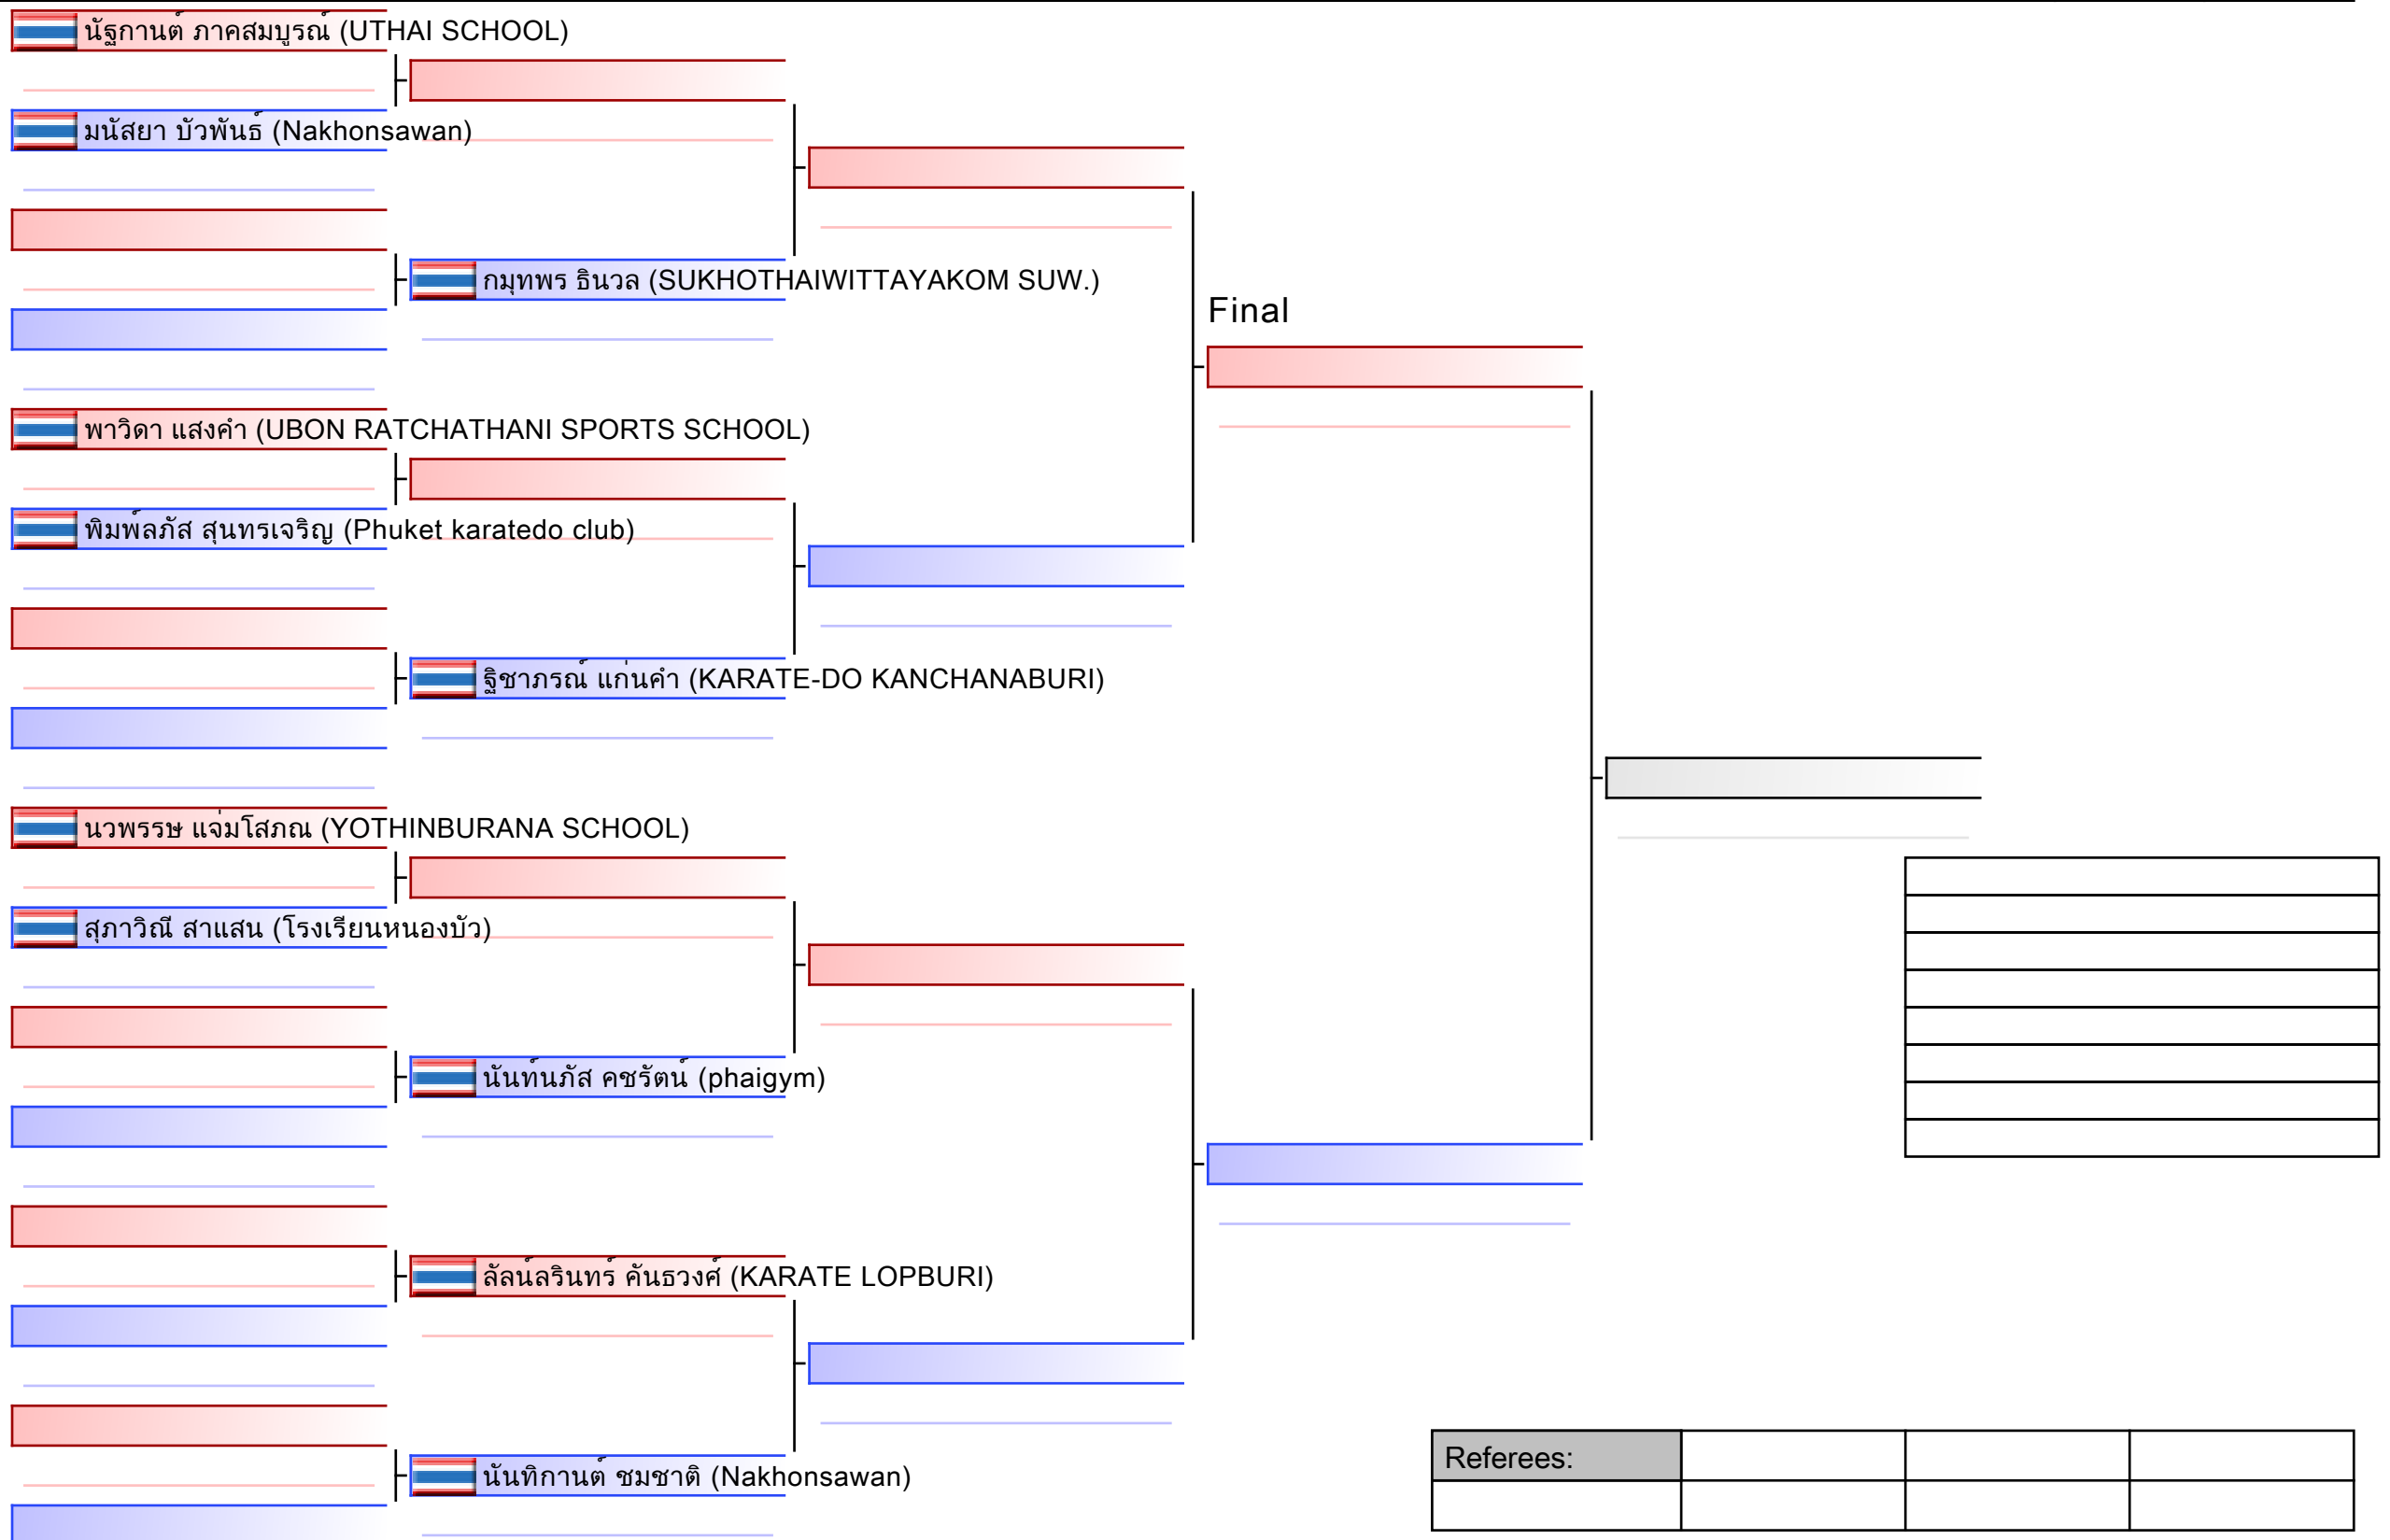 นัฐกานต์ ภาคสมบูรณ์ (UTHAI SCHOOL)
มนัสยา บัวพันธ์ (Nakhonsawan)
กมุทพร ธินวล (SUKHOTHAIWITTAYAKOM SUW.)
Final
พาวิดา แสงคำ (UBON RATCHATHANI SPORTS SCHOOL)
พิมพ์ลภัส สุนทรเจริญ (Phuket karatedo club)
ฐิชาภรณ์ แก่นคำ (KARATE-DO KANCHANABURI)
นวพรรษ แจ่มโสภณ (YOTHINBURANA SCHOOL)
สุภาวิณี สาแสน (โรงเรียนหนองบัว)
นันท์นภัส คชรัตน์ (phaigym)
ลัลน์ลรินทร์ คันธวงศ์ (KARATE LOPBURI)
นันทิกานต์ ชมชาติ (Nakhonsawan)
Referees: